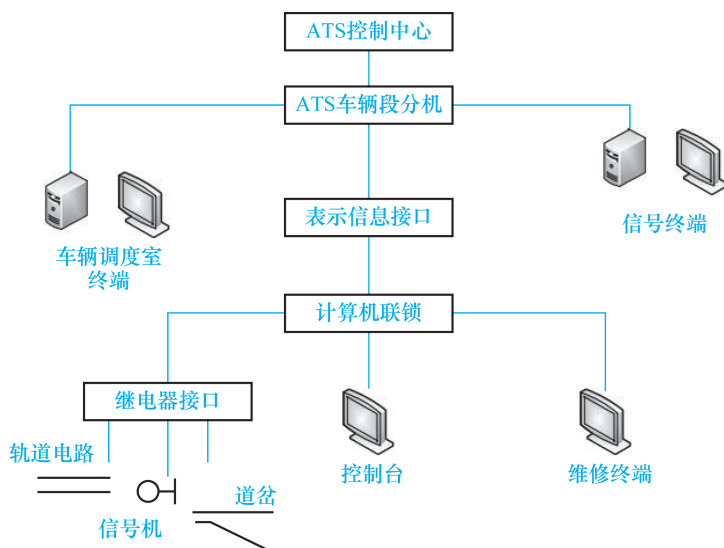 ATS控制中心
ATS车辆段分机
车辆调度室
终端
表示信息接口
信号终端
计算机联锁
继电器接口
轨道电路
信号机
道岔
控制台
维修终端